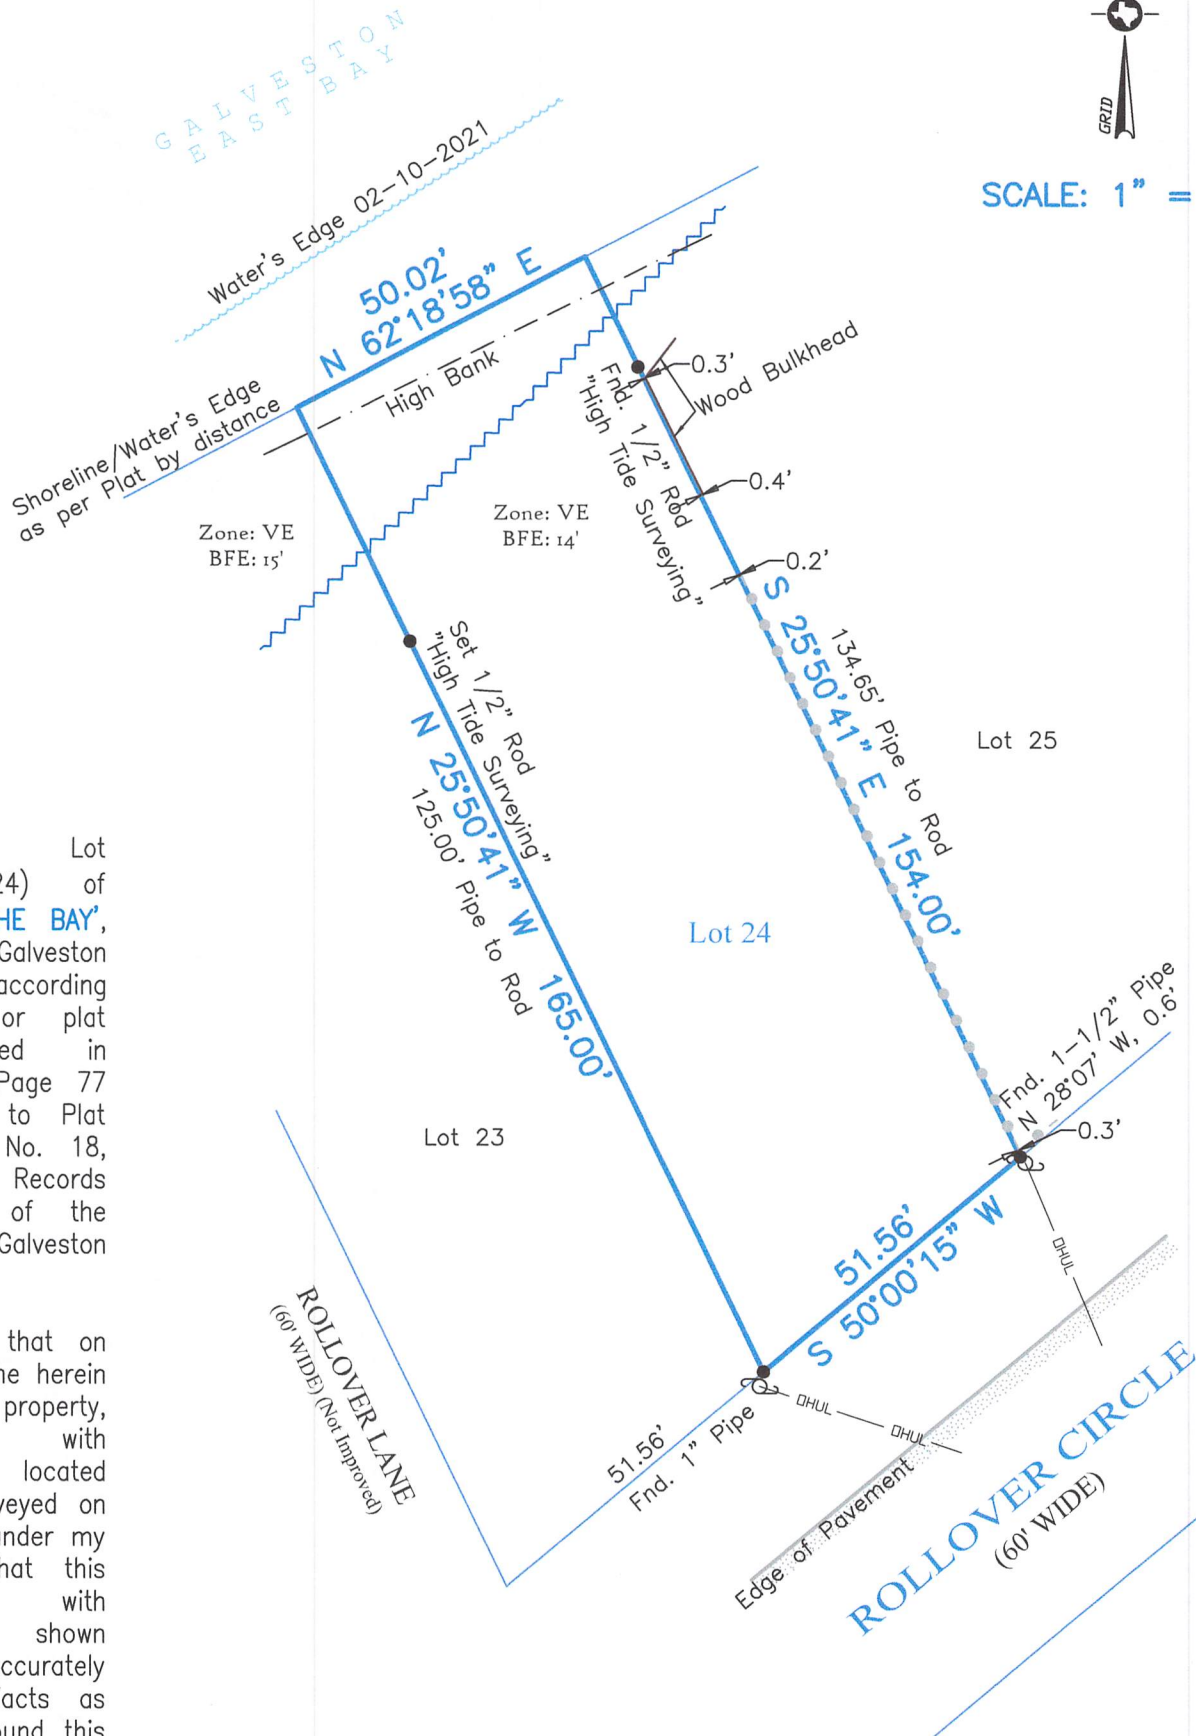 GALVESTON
EAST BAY
GRID
SCALE: 1" =
Water's Edge 02-10-2021
50.02'
N 62°18'58" E
High Bank
Shoreline/Water's Edge
as per Plat by distance
Zone: VE
BFE: 15'
Zone: VE
BFE: 14'
Fnd. 1/2" Rod
"High Tide Surveying"
0.3'
Wood Bulkhead
0.4'
0.2'
S 25°50'41" E 154.00'
134.65' Pipe to Rod
Lot 25
Set 1/2" Rod
"High Tide Surveying"
N 25°50'41" W 165.00'
125.00' Pipe to Rod
Lot 24
Lot 23
Fnd. 1-1/2" Pipe
N 28°07' W, 0.6'
0.3'
51.56'
S 50°00'15" W
OHUL
OHUL
OHUL
51.56'
Fnd. 1" Pipe
ROLLOVER LANE
(60' WIDE) (Not Improved)
Edge of Pavement
ROLLOVER CIRCLE
(60' WIDE)
Lot
24) of
HE BAY',
Galveston
according
or plat
ed in
Page 77
to Plat
No. 18,
Records
of the
Galveston
that on
ne herein
property,
with
located
veyed on
under my
hat this
with
shown
ccurately
facts as
ound this